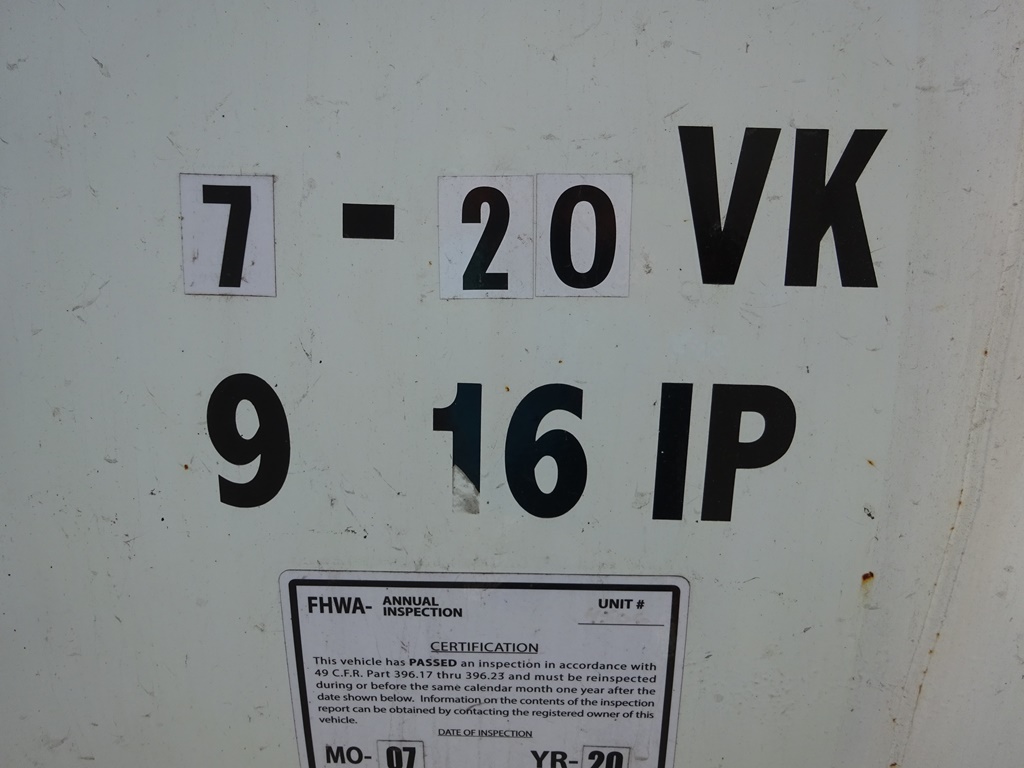 7 - 20 VK
9 16 IP
FHWA- ANNUAL INSPECTION UNIT #
CERTIFICATION
This vehicle has PASSED an inspection in accordance with
49 C.F.R. Part 396.17 thru 396.23 and must be reinspected
during or before the same calendar month one year after the
date shown below. Information on the contents of the inspection
report can be obtained by contacting the registered owner of this
vehicle.
DATE OF INSPECTION
MO- 07 YR- 20